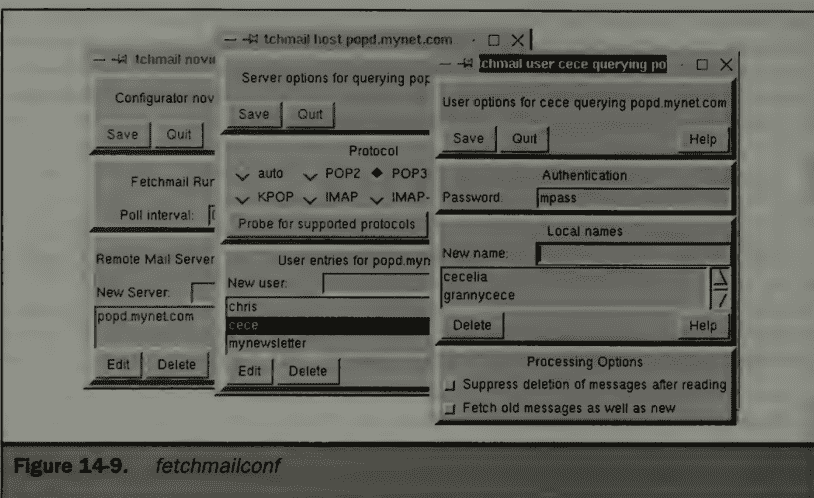 tchmail novi
Configurator nov
Save Quit
Fetchmail Run
Poll interval:
Remote Mail Server
New Server:
popd.mynet.com
Edit Delete
tchmail host popd.mynet.com
Server options for querying pop
Save Quit
Protocol
auto POP2 POP3
KPOP IMAP IMAP-
Probe for supported protocols
User entries for popd.myn
New user:
chris
cece
mynewsletter
Edit Delete
tchmail user cece querying po
User options for cece querying popd.mynet.com
Save Quit Help
Authentication
Password: mpass
Local names
New name:
cecelia
grannycece
Delete Help
Processing Options
Suppress deletion of messages after reading
Fetch old messages as well as new
Figure 14-9. fetchmailconf